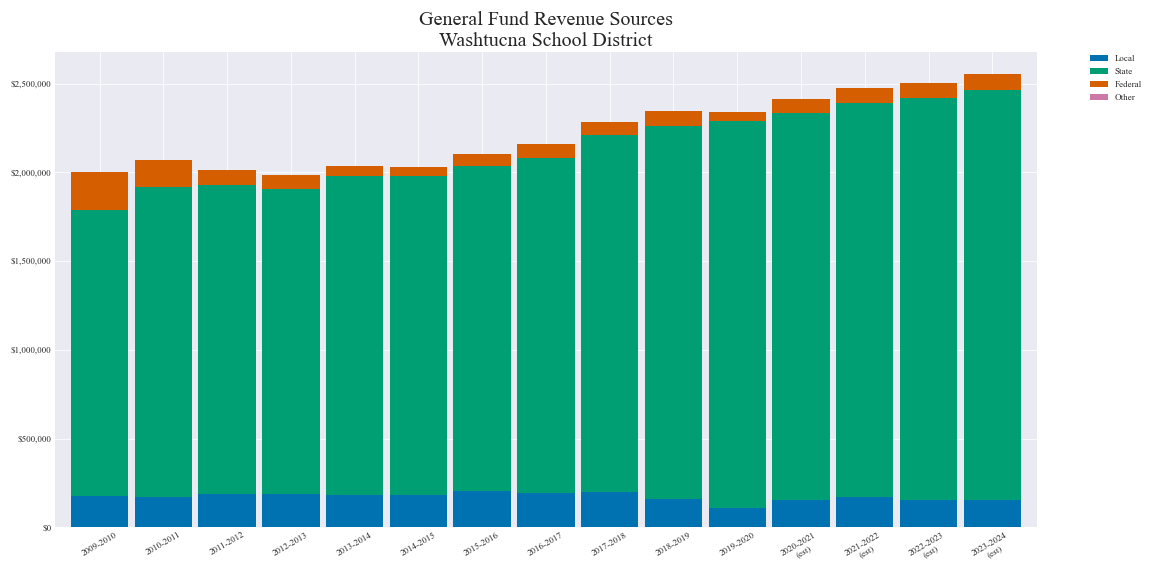 General Fund Revenue Sources
Washtucna School District
Local
State
Federal
Other
$2,500,000
$2,000,000
$1,500,000
$1,000,000
$500,000
$0
2009-2010
2010-2011
2011-2012
2012-2013
2013-2014
2014-2015
2015-2016
2016-2017
2017-2018
2018-2019
2019-2020
2020-2021
(est)
2021-2022
(est)
2022-2023
(est)
2023-2024
(est)